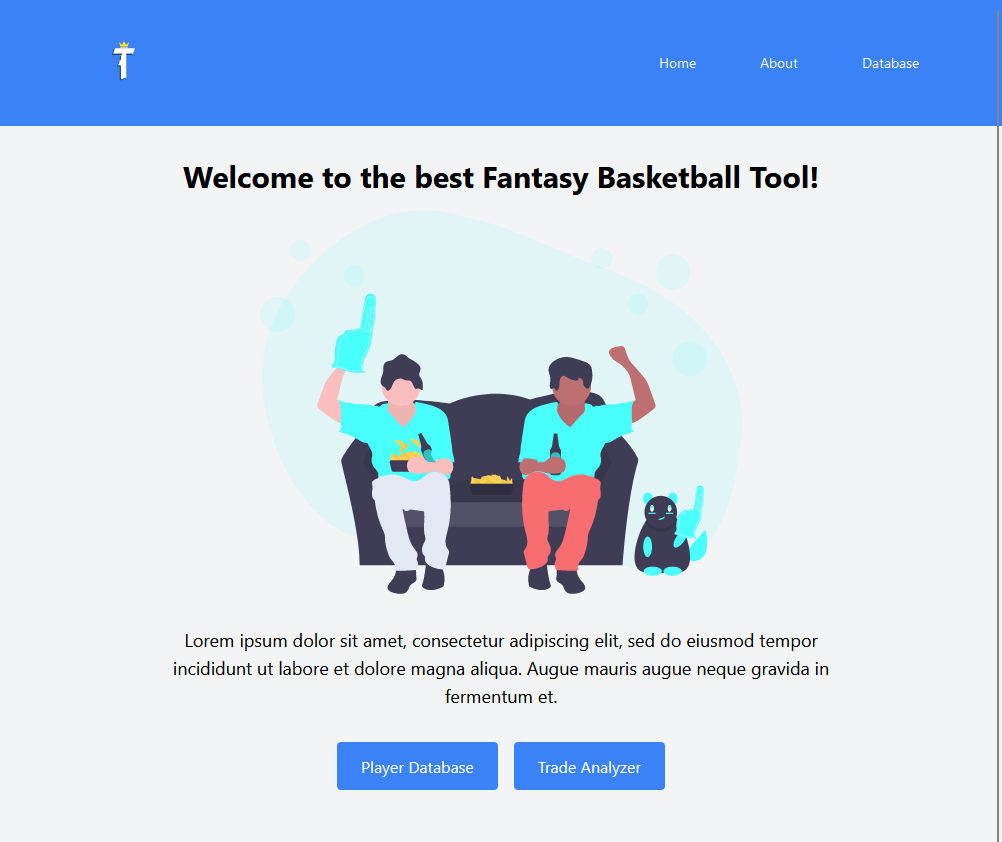 T
Home
About
Database
Welcome to the best Fantasy Basketball Tool!
Lorem ipsum dolor sit amet, consectetur adipiscing elit, sed do eiusmod tempor
incididunt ut labore et dolore magna aliqua. Augue mauris augue neque gravida in
fermentum et.
Player Database
Trade Analyzer